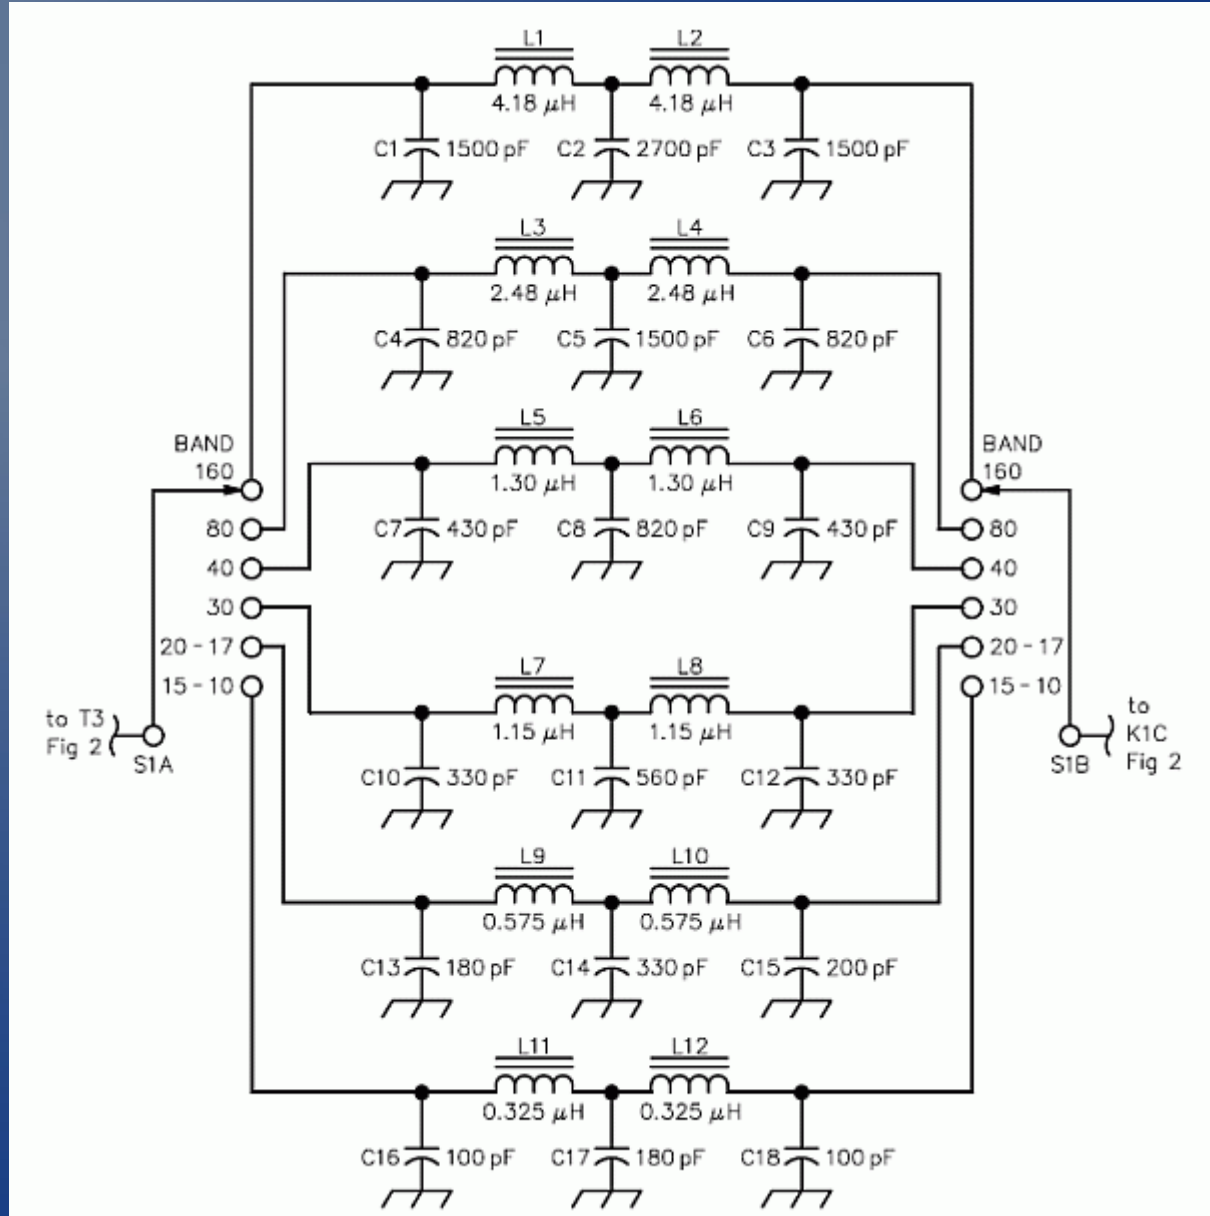 L1 L2
4.18 µH 4.18 µH
C1 1500 pF C2 2700 pF C3 1500 pF
L3 L4
2.48 µH 2.48 µH
C4 820 pF C5 1500 pF C6 820 pF
L5 L6
1.30 µH 1.30 µH
C7 430 pF C8 820 pF C9 430 pF
BAND
160
80
40
30
20 - 17
15 - 10
to T3
Fig 2
S1A
BAND
160
80
40
30
20 - 17
15 - 10
to
K1C
Fig 2
S1B
L7 L8
1.15 µH 1.15 µH
C10 330 pF C11 560 pF C12 330 pF
L9 L10
0.575 µH 0.575 µH
C13 180 pF C14 330 pF C15 200 pF
L11 L12
0.325 µH 0.325 µH
C16 100 pF C17 180 pF C18 100 pF